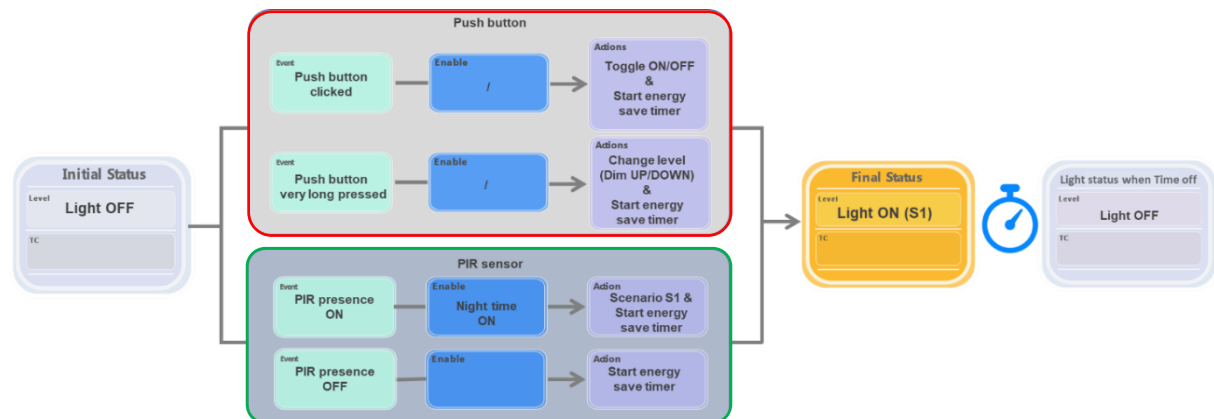 Push button
Event
Push button
clicked
Enable
/
Actions
Toggle ON/OFF
&
Start energy
save timer
Event
Push button
very long pressed
Enable
/
Actions
Change level
(Dim UP/DOWN)
&
Start energy
save timer
Initial Status
Level
Light OFF
TC
PIR sensor
Event
PIR presence
ON
Enable
Night time
ON
Action
Scenario S1 &
Start energy
save timer
Event
PIR presence
OFF
Enable
Action
Start energy
save timer
Final Status
Level
Light ON (S1)
TC
Light status when Time off
Level
Light OFF
TC